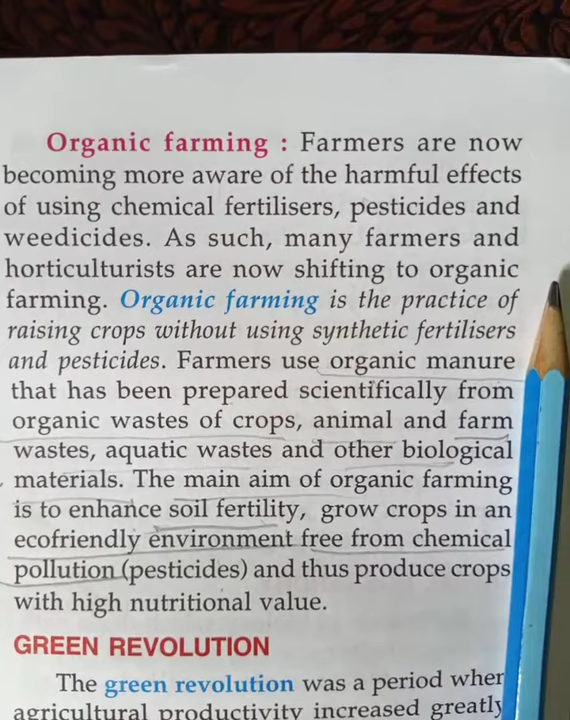 Organic farming : Farmers are now
becoming more aware of the harmful effects
of using chemical fertilisers, pesticides and
weedicides. As such, many farmers and
horticulturists are now shifting to organic
farming. Organic farming is the practice of
raising crops without using synthetic fertilisers
and pesticides. Farmers use organic manure
that has been prepared scientifically from
organic wastes of crops, animal and farm
wastes, aquatic wastes and other biological
materials. The main aim of organic farming
is to enhance soil fertility, grow crops in an
ecofriendly environment free from chemical
pollution (pesticides) and thus produce crops
with high nutritional value.
GREEN REVOLUTION
The green revolution was a period when
agricultural productivity increased greatly